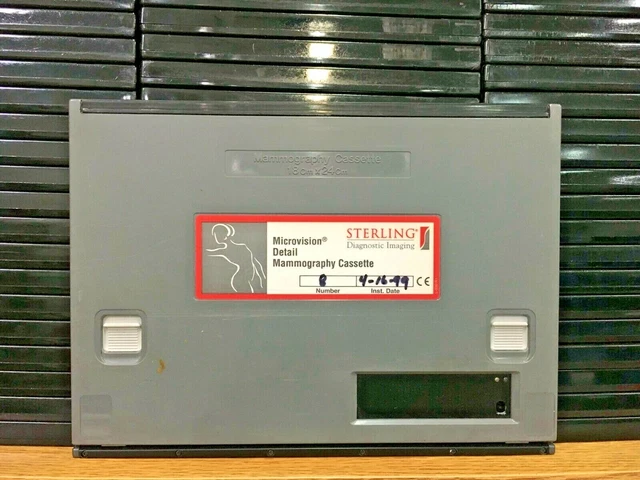 Mammography Cassette
18cm x 24cm
STERLING®
Diagnostic Imaging
Microvision®
Detail
Mammography Cassette
8 4-16-99 CE
Number Inst. Date